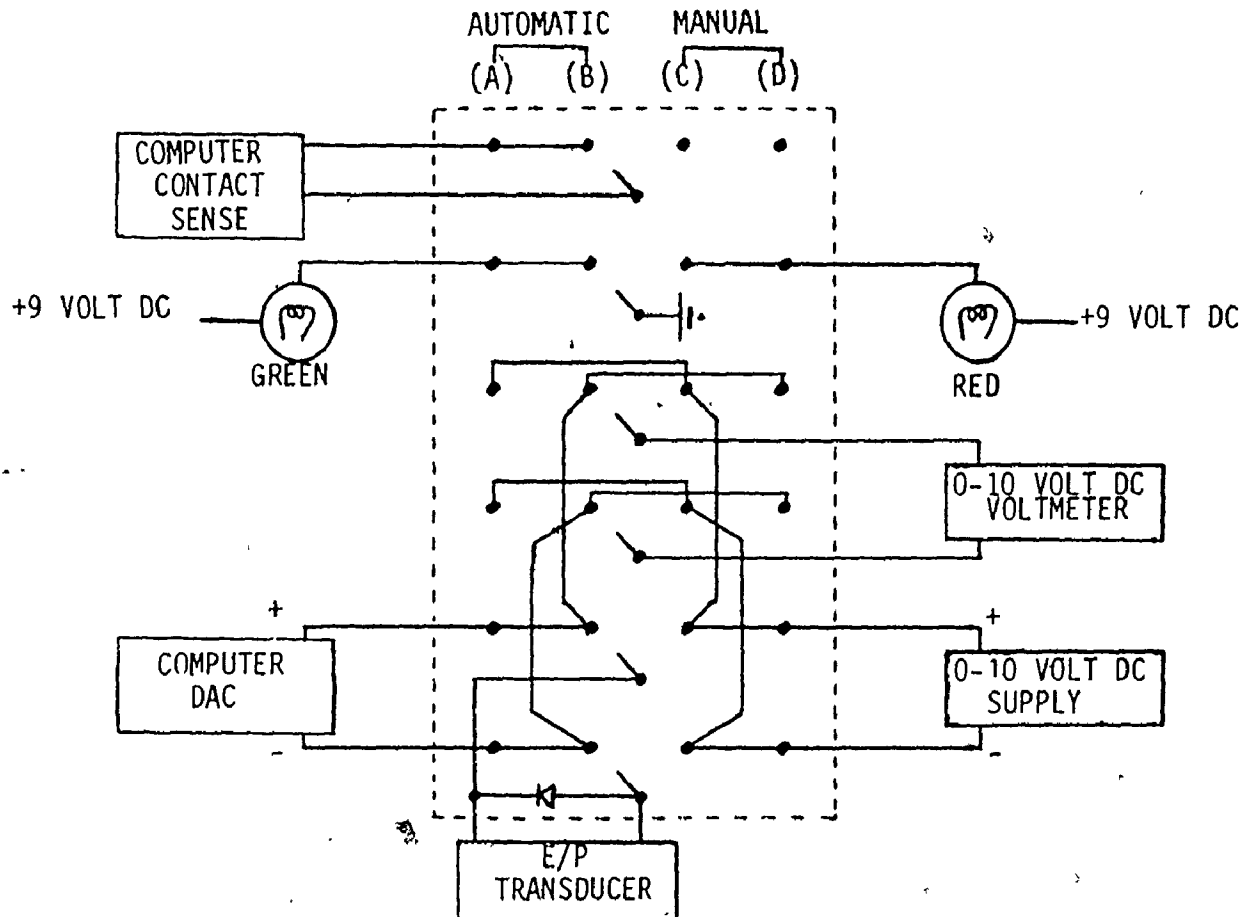 AUTOMATIC MANUAL
(A) (B) (C) (D)
COMPUTER
CONTACT
SENSE
+9 VOLT DC
GREEN
+9 VOLT DC
RED
0-10 VOLT DC
VOLTMETER
+
COMPUTER
DAC
-
+
0-10 VOLT DC
SUPPLY
-
E/P
TRANSDUCER